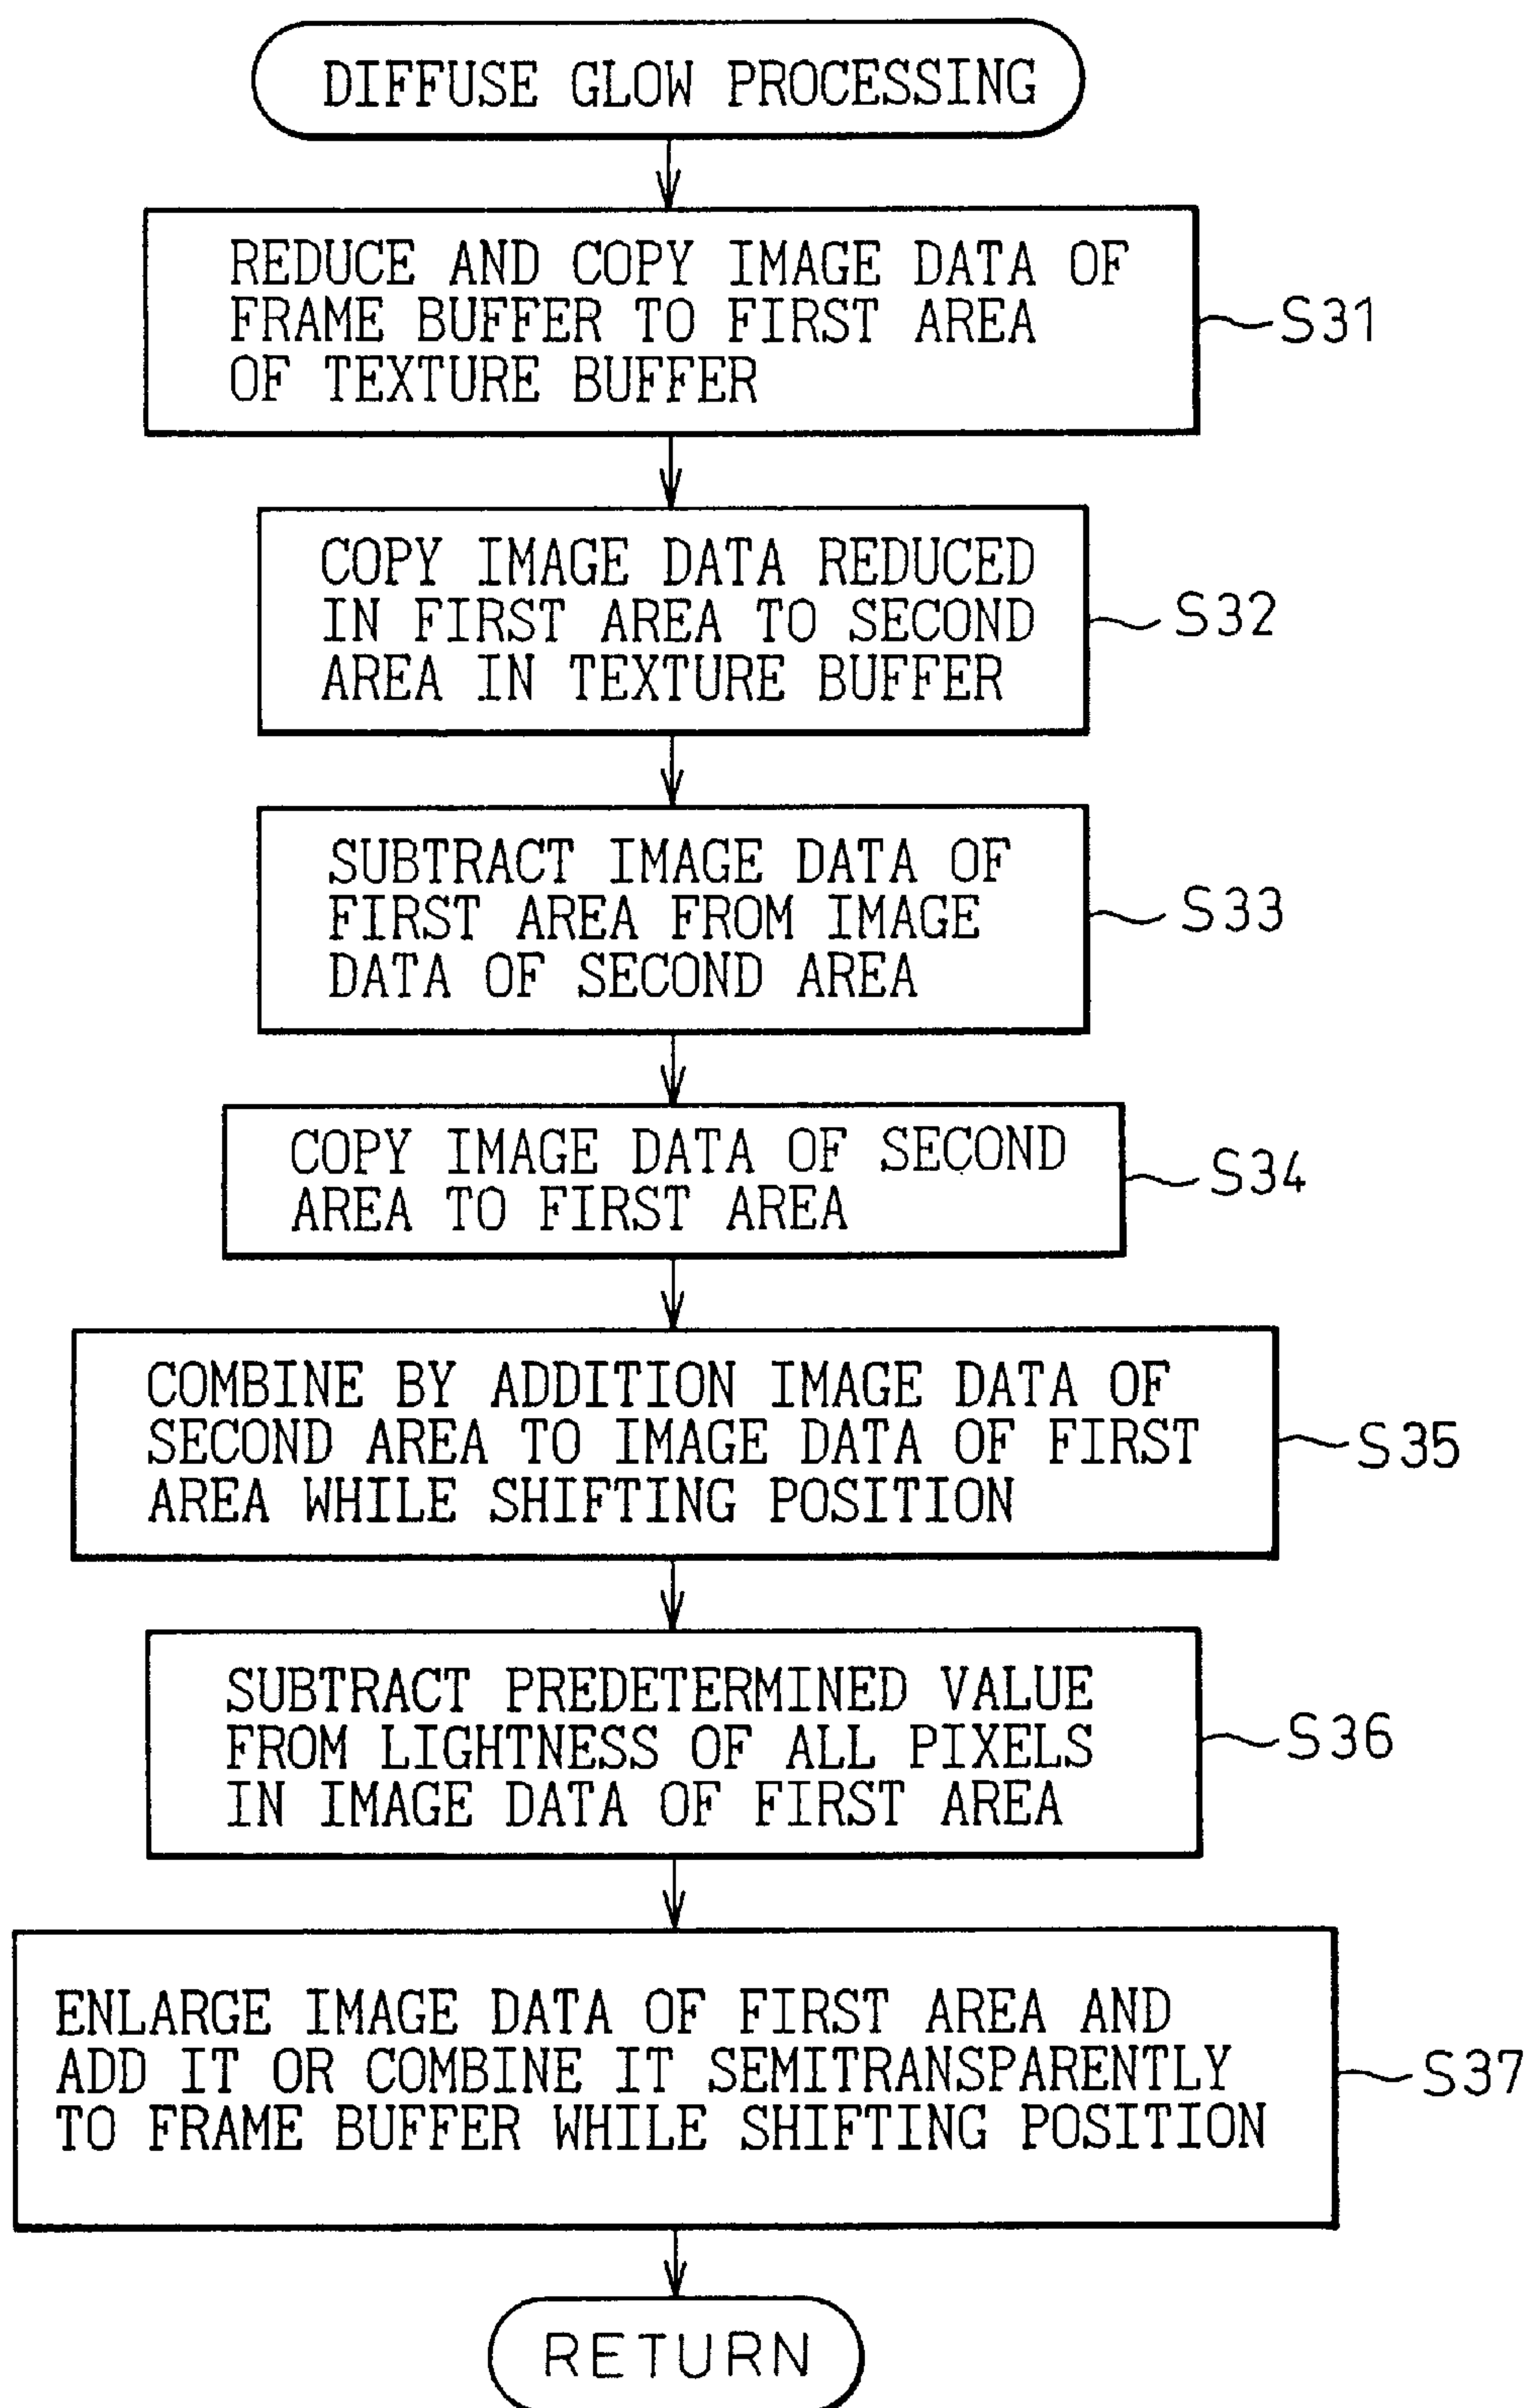 DIFFUSE GLOW PROCESSING
REDUCE AND COPY IMAGE DATA OF
FRAME BUFFER TO FIRST AREA
OF TEXTURE BUFFER
S31
COPY IMAGE DATA REDUCED
IN FIRST AREA TO SECOND
AREA IN TEXTURE BUFFER
S32
SUBTRACT IMAGE DATA OF
FIRST AREA FROM IMAGE
DATA OF SECOND AREA
S33
COPY IMAGE DATA OF SECOND
AREA TO FIRST AREA
S34
COMBINE BY ADDITION IMAGE DATA OF
SECOND AREA TO IMAGE DATA OF FIRST
AREA WHILE SHIFTING POSITION
S35
SUBTRACT PREDETERMINED VALUE
FROM LIGHTNESS OF ALL PIXELS
IN IMAGE DATA OF FIRST AREA
S36
ENLARGE IMAGE DATA OF FIRST AREA AND
ADD IT OR COMBINE IT SEMITRANSPARENTLY
TO FRAME BUFFER WHILE SHIFTING POSITION
S37
RETURN